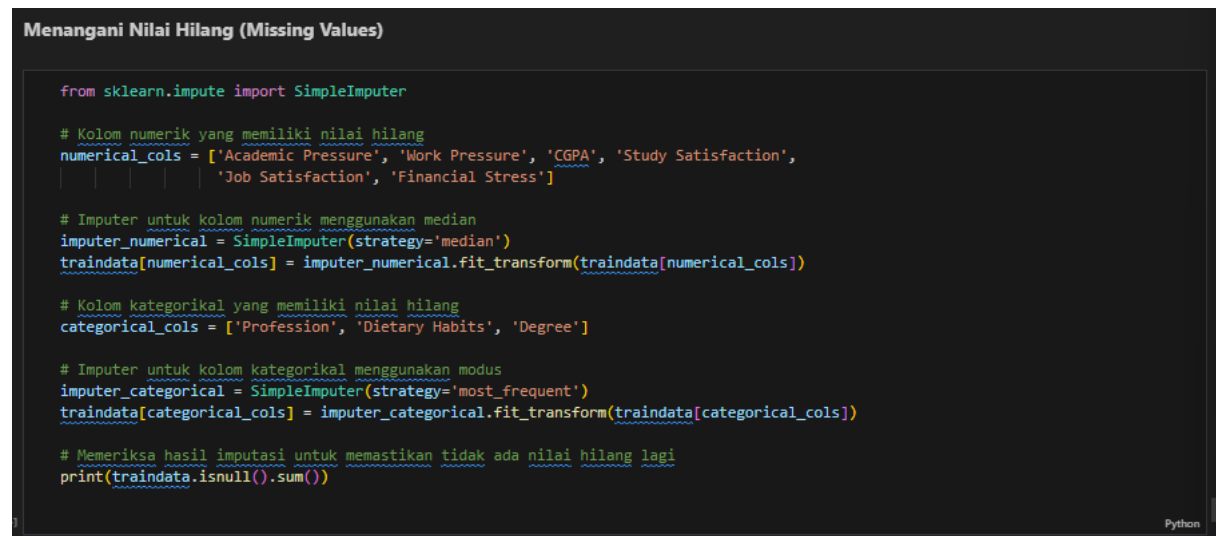 Menangani Nilai Hilang (Missing Values)
from sklearn.impute import SimpleImputer
# Kolom numerik yang memiliki nilai hilang
numerical_cols = ['Academic Pressure', 'Work Pressure', 'CGPA', 'Study Satisfaction',
'Job Satisfaction', 'Financial Stress']
# Imputer untuk kolom numerik menggunakan median
imputer_numerical = SimpleImputer(strategy='median')
traindata[numerical_cols] = imputer_numerical.fit_transform(traindata[numerical_cols])
# Kolom kategorikal yang memiliki nilai hilang
categorical_cols = ['Profession', 'Dietary Habits', 'Degree']
# Imputer untuk kolom kategorikal menggunakan modus
imputer_categorical = SimpleImputer(strategy='most_frequent')
traindata[categorical_cols] = imputer_categorical.fit_transform(traindata[categorical_cols])
# Memeriksa hasil imputasi untuk memastikan tidak ada nilai hilang lagi
print(traindata.isnull().sum())
]
Python